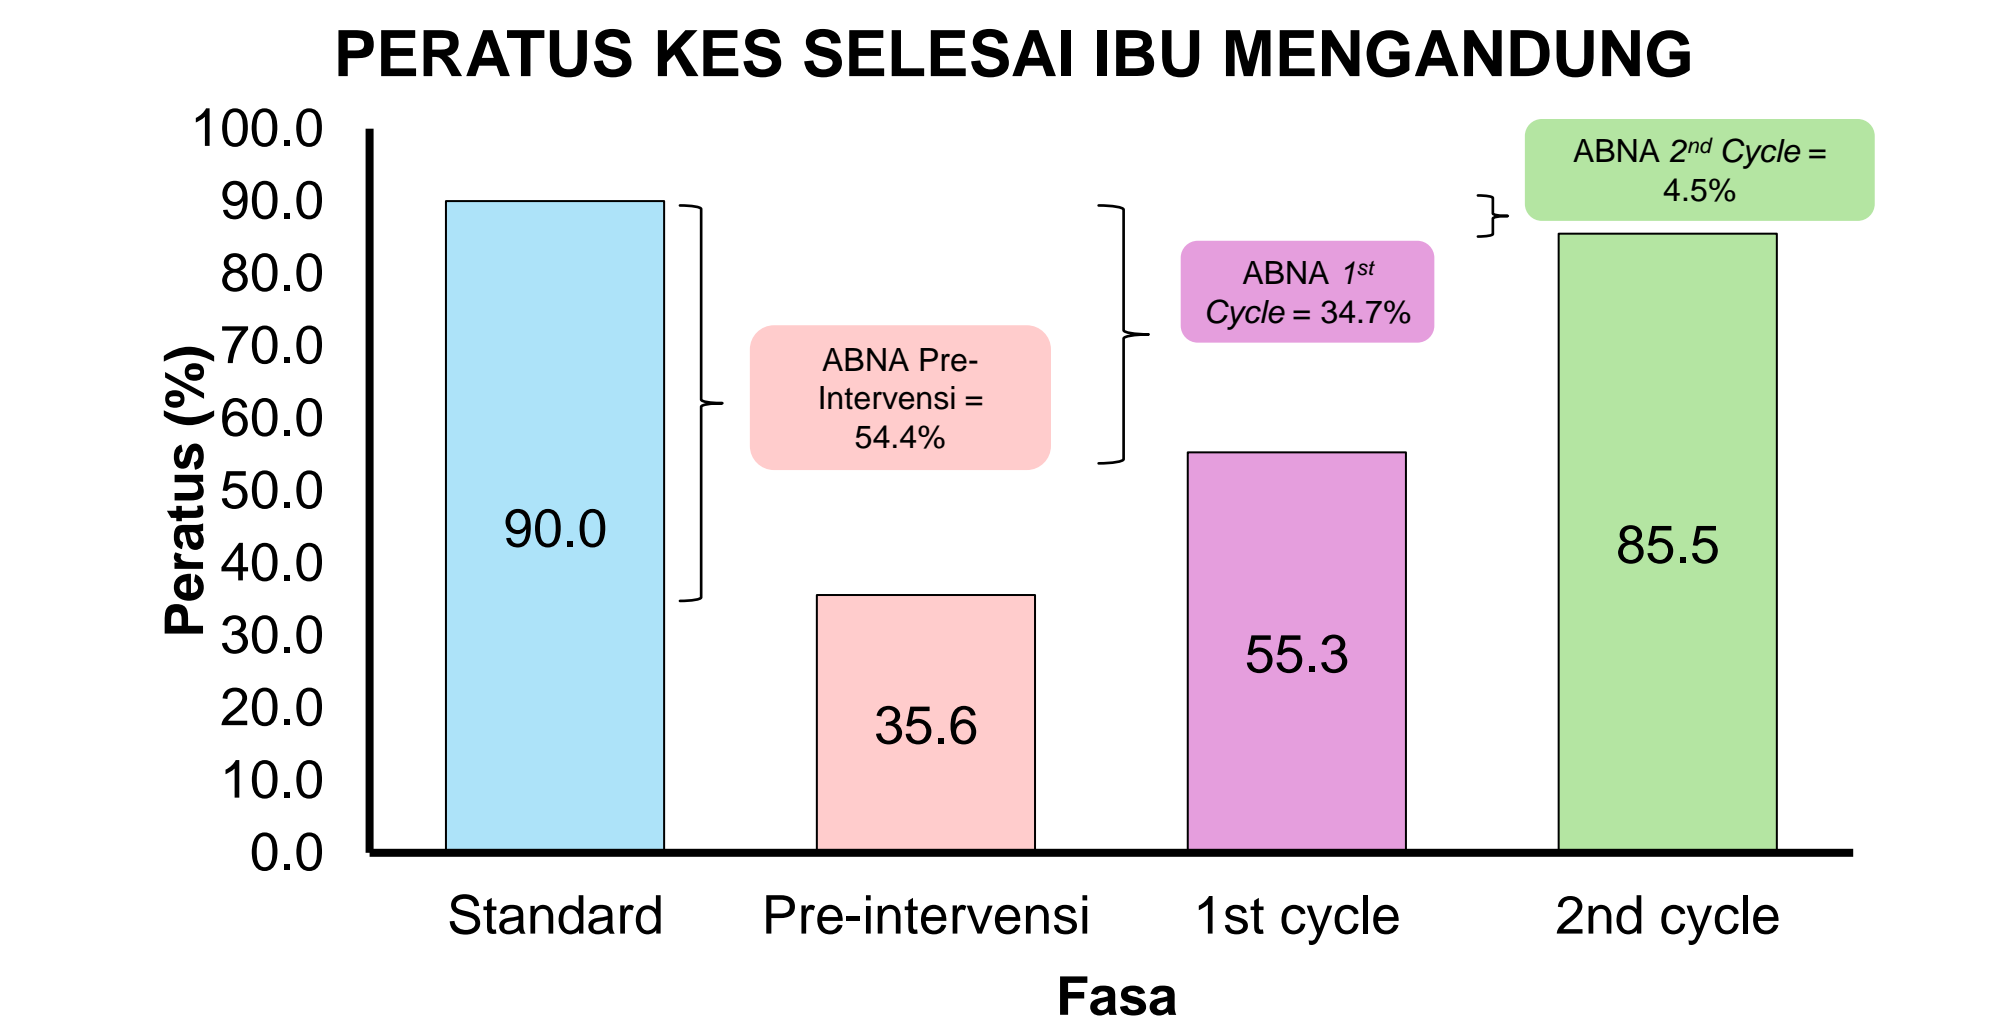 PERATUS KES SELESAI IBU MENGANDUNG
Peratus (%)
100.0
90.0
80.0
70.0
60.0
50.0
40.0
30.0
20.0
10.0
0.0
90.0
35.6
55.3
85.5
ABNA Pre-
Intervensi =
54.4%
ABNA 1st
Cycle = 34.7%
ABNA 2nd Cycle =
4.5%
Standard
Pre-intervensi
1st cycle
2nd cycle
Fasa